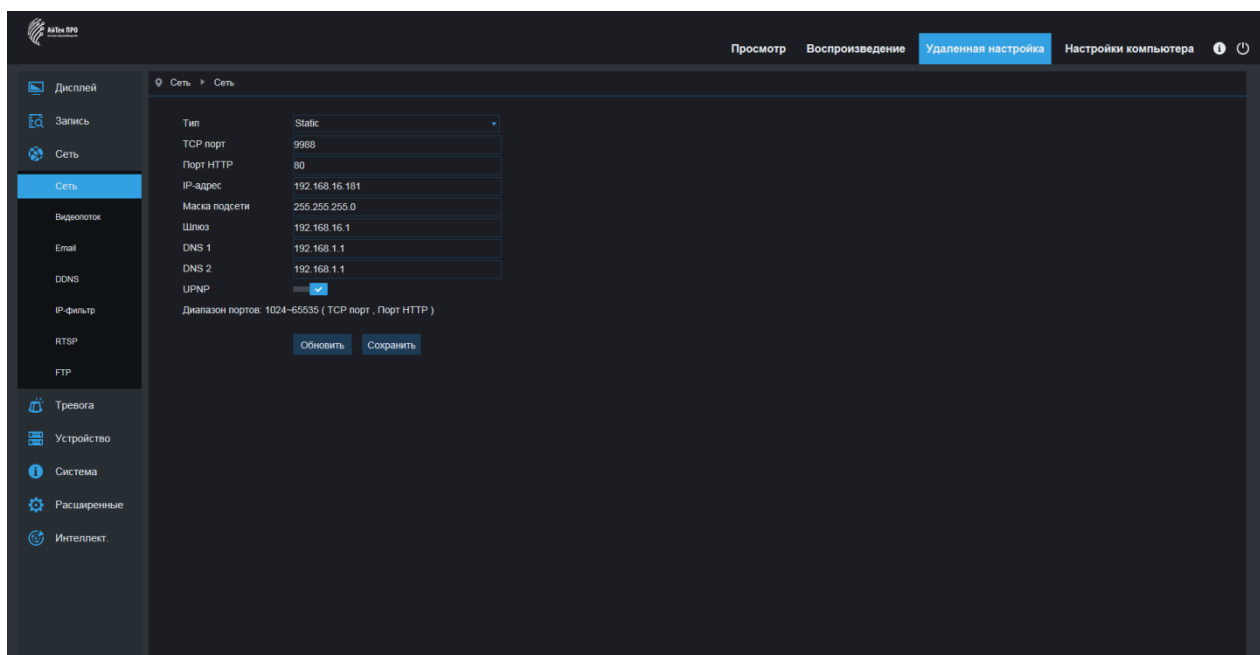 АйТек ПРО
Просмотр Воспроизведение Удаленная настройка Настройки компьютера
Дисплей
Запись
Сеть
Сеть
Видеопоток
Email
DDNS
IP-фильтр
RTSP
FTP
Тревога
Устройство
Система
Расширенные
Интеллект.
Сеть Сеть
Тип Static
TCP порт 9988
Порт HTTP 80
IP-адрес 192.168.16.181
Маска подсети 255.255.255.0
Шлюз 192.168.16.1
DNS 1 192.168.1.1
DNS 2 192.168.1.1
UPNP
Диапазон портов: 1024~65535 ( TCP порт , Порт HTTP )
Обновить Сохранить